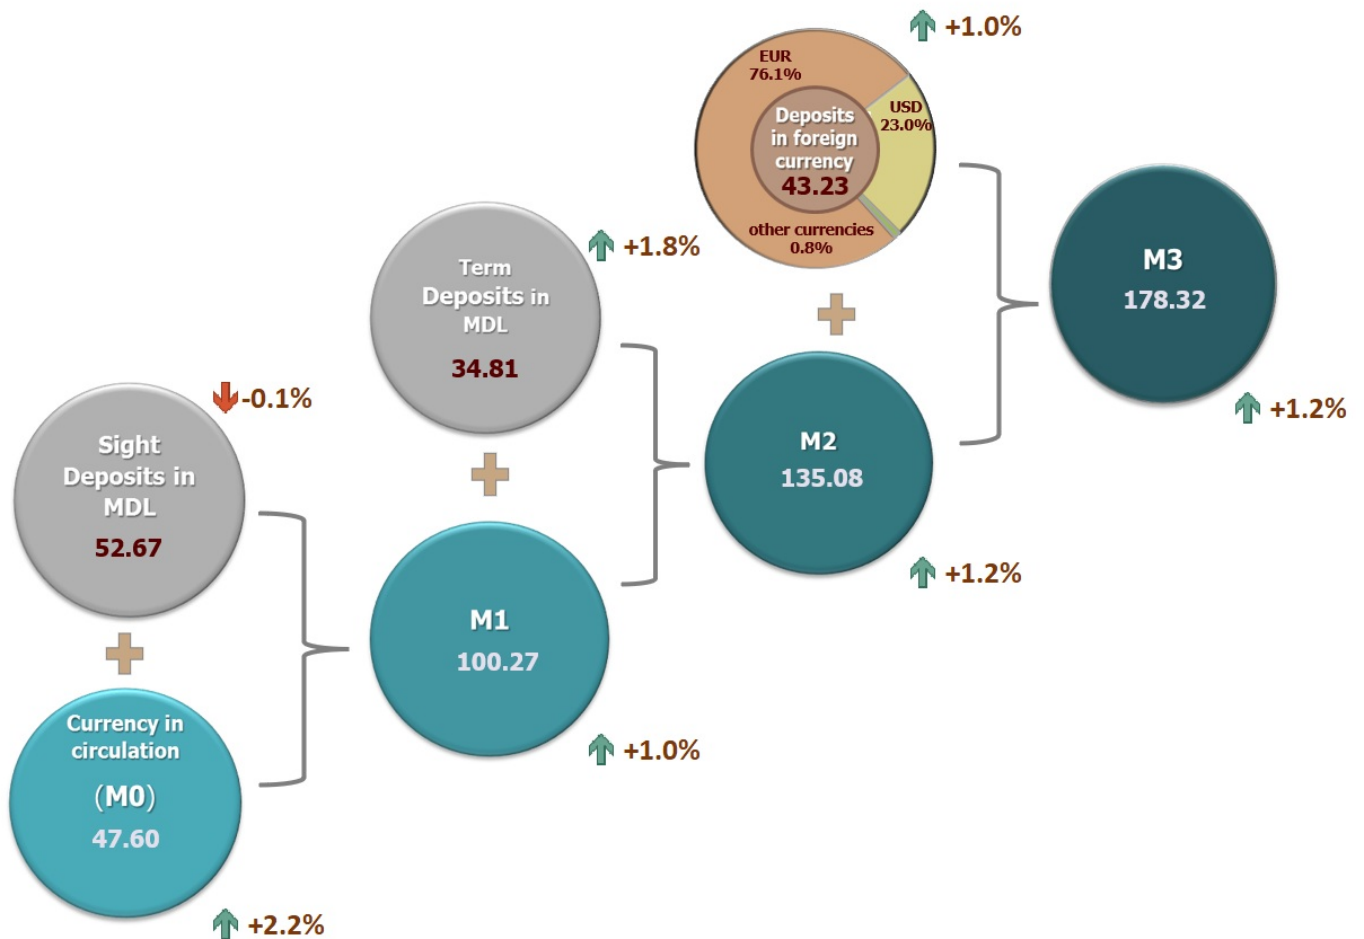 +1.0%
EUR
76.1%
USD
23.0%
Deposits
in foreign
currency
43.23
other currencies
0.8%
+1.8%
Term
Deposits in
MDL
34.81
M3
178.32
+1.2%
-0.1%
Sight
Deposits in
MDL
52.67
M2
135.08
+1.2%
M1
100.27
+1.0%
Currency in
circulation
(M0)
47.60
+2.2%